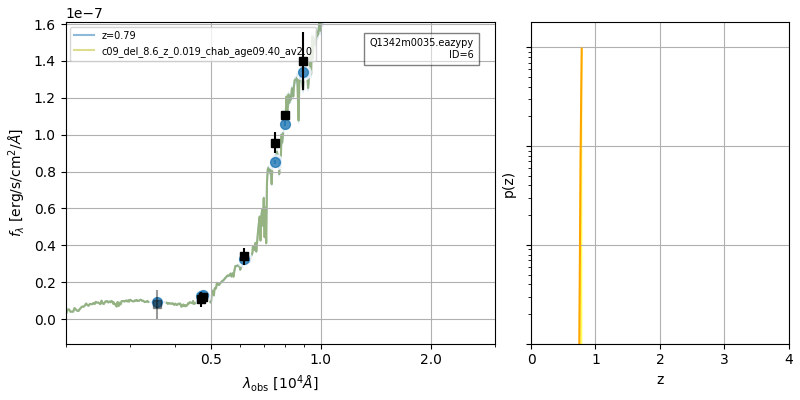 1e−7
z=0.79
c09_del_8.6_z_0.019_chab_age09.40_av2.0
Q1342m0035.eazypy
ID=6
1.6
1.4
1.2
1.0
0.8
0.6
0.4
0.2
0.0
f_λ [erg/s/cm²/Å]
0.5
1.0
2.0
λ_obs [10⁴Å]
p(z)
0
1
2
3
4
z